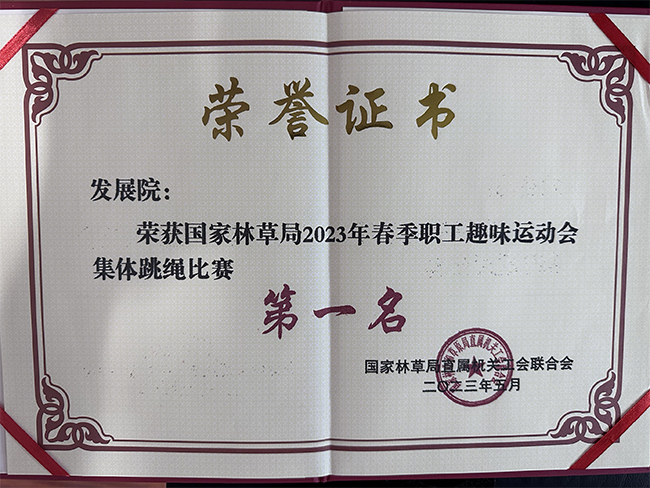 荣誉证书
发展院：
荣获国家林草局2023年春季职工趣味运动会
集体跳绳比赛
第一名
国家林草局直属机关工会联合会
二〇二三年五月